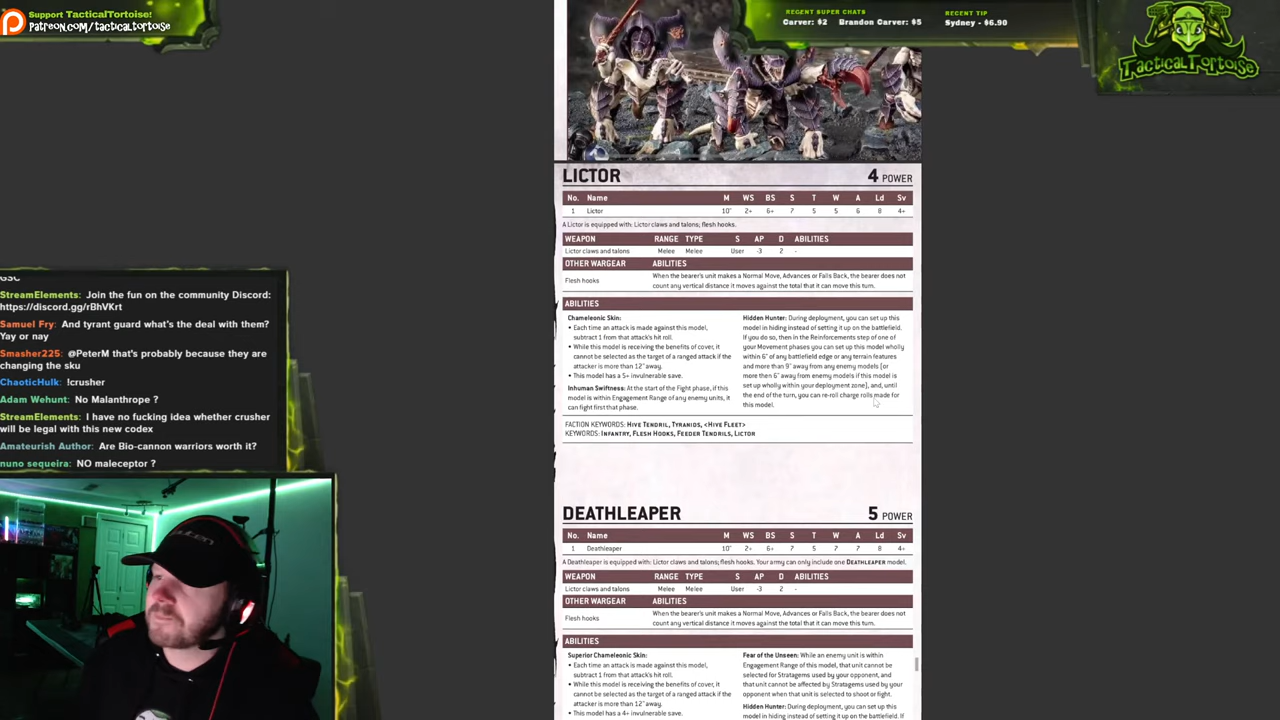 Support TacticalTortoise!
Patreon.com/tacticaltortoise
RECENT SUPER CHATS
Carver: $2 Brandon Carver: $5
RECENT TIP
Sydney - $6.90
TACTICALTORTOISE
LICTOR 4 POWER
No. Name M WS BS S T W A Ld Sv
1 Lictor 10" 2+ 6+ 7 5 5 6 8 4+
A Lictor is equipped with: Lictor claws and talons; flesh hooks.
WEAPON RANGE TYPE S AP D ABILITIES
Lictor claws and talons Melee Melee User -3 2 -
OTHER WARGEAR ABILITIES
Flesh hooks
When the bearer's unit makes a Normal Move, Advances or Falls Back, the bearer does not
count any vertical distance it moves against the total that it can move this turn.
ABILITIES
Chameleonic Skin:
• Each time an attack is made against this model,
subtract 1 from that attack's hit roll.
• While this model is receiving the benefits of cover, it
cannot be selected as the target of a ranged attack if the
attacker is more than 12" away.
• This model has a 5+ invulnerable save.
Inhuman Swiftness: At the start of the Fight phase, if this
model is within Engagement Range of any enemy units, it
can fight first that phase.
Hidden Hunter: During deployment, you can set up this
model in hiding instead of setting it up on the battlefield.
If you do so, then in the Reinforcements step of one of
your Movement phases you can set up this model wholly
within 6" of any battlefield edge or any terrain features
and more than 9" away from any enemy models (or
more then 6" away from enemy models if this model is
set up wholly within your deployment zone), and, until
the end of the turn, you can re-roll charge rolls made for
this model.
FACTION KEYWORDS: HIVE TENDRIL, TYRANIDS, <HIVE FLEET>
KEYWORDS: INFANTRY, FLESH HOOKS, FEEDER TENDRILS, LICTOR
DEATHLEAPER 5 POWER
No. Name M WS BS S T W A Ld Sv
1 Deathleaper 10" 2+ 6+ 7 5 7 7 8 4+
A Deathleaper is equipped with: Lictor claws and talons; flesh hooks. Your army can only include one DEATHLEAPER model.
WEAPON RANGE TYPE S AP D ABILITIES
Lictor claws and talons Melee Melee User -3 2 -
OTHER WARGEAR ABILITIES
Flesh hooks
When the bearer's unit makes a Normal Move, Advances or Falls Back, the bearer does not
count any vertical distance it moves against the total that it can move this turn.
ABILITIES
Superior Chameleonic Skin:
• Each time an attack is made against this model,
subtract 1 from that attack's hit roll.
• While this model is receiving the benefits of cover, it
cannot be selected as the target of a ranged attack if the
attacker is more than 12" away.
• This model has a 4+ invulnerable save.
Fear of the Unseen: While an enemy unit is within
Engagement Range of this model, that unit cannot be
selected for Stratagems used by your opponent, and
that unit cannot be affected by Stratagems used by your
opponent when that unit is selected to shoot or fight.
Hidden Hunter: During deployment, you can set up this
model in hiding instead of setting it up on the battlefield. If
GSC
StreamElements: Join the fun on the community Discord:
https://discord.gg/rBhVKrt
Samuel Fry: And tyrant guard what's the deal with them?
Yay or nay
Smasher225: @PeterM that's probably because they are
changing the sku
ChaoticHulk: !crusher
Adam Wehunt: No Malanthrope ?
StreamElements: I have no fucking idea whether crusher
will be legal with this new codex
Amateurish Author: Are Bio-cannon warriors worth it?
nuno sequeira: NO maleceptor ?